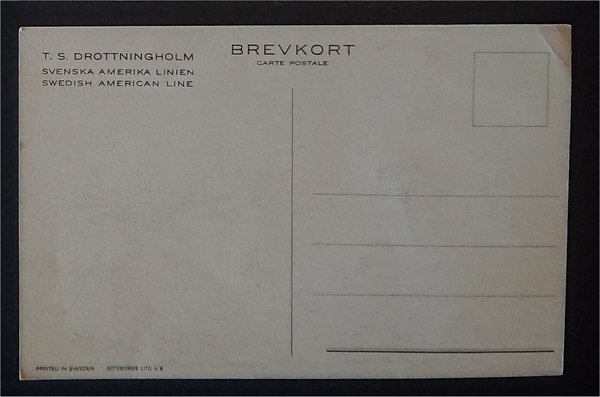 T. S. DROTTNINGHOLM
SVENSKA AMERIKA LINIEN
SWEDISH AMERICAN LINE
BREVKORT
CARTE POSTALE
PRINTED IN SWEDEN GÖTEBORGS LITO A. B